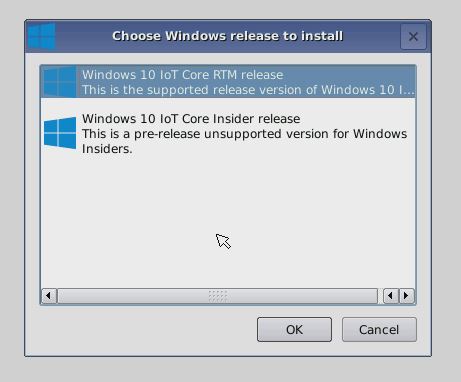 Choose Windows release to install
Windows 10 IoT Core RTM release
This is the supported release version of Windows 10 I...
Windows 10 IoT Core Insider release
This is a pre-release unsupported version for Windows
Insiders.
OK
Cancel